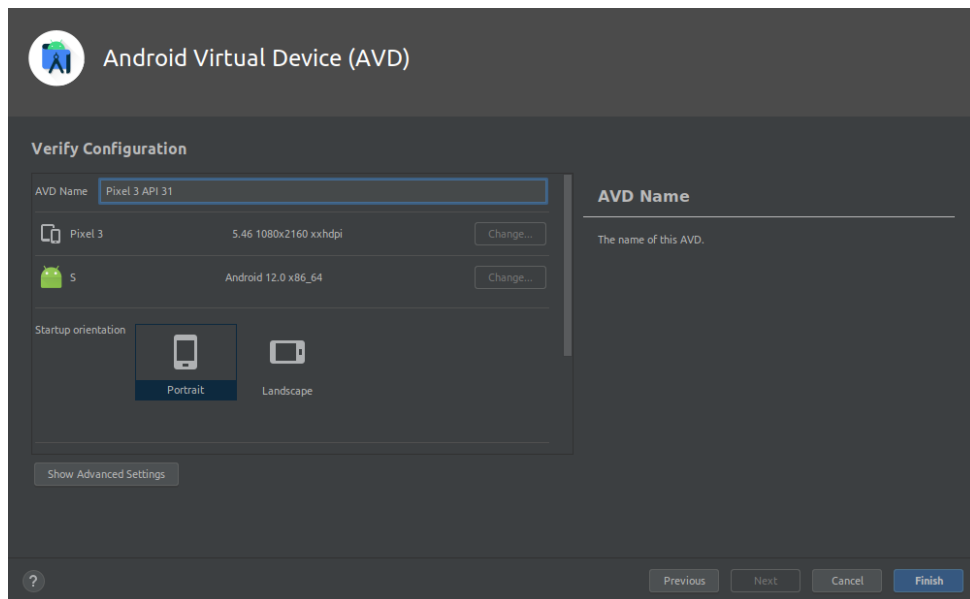 Android Virtual Device (AVD)
Verify Configuration
AVD Name Pixel 3 API 31
Pixel 3 5.46 1080x2160 xxhdpi Change...
S Android 12.0 x86_64 Change...
Startup orientation
Portrait Landscape
Show Advanced Settings
AVD Name
The name of this AVD.
? Previous Next Cancel Finish